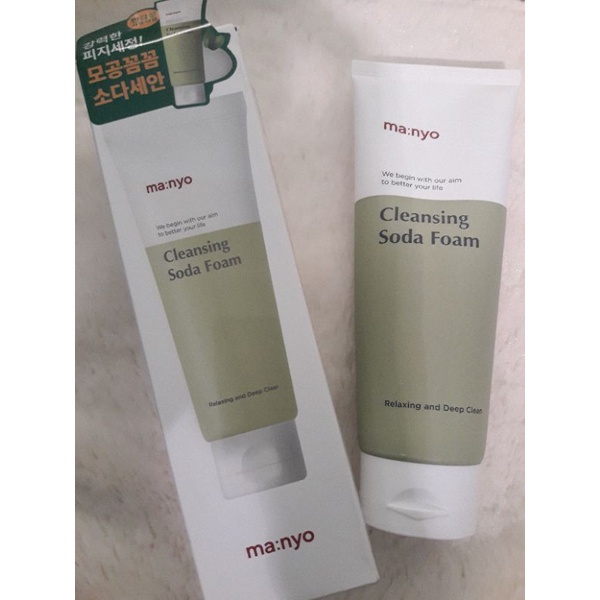 강력한
피지세정!
모공꼼꼼
소다세안
ma:nyo
We begin with our aim
to better your life
Cleansing
Soda Foam
Relaxing and Deep Clean
ma:nyo
ma:nyo
We begin with our aim
to better your life
Cleansing
Soda Foam
Relaxing and Deep Clean